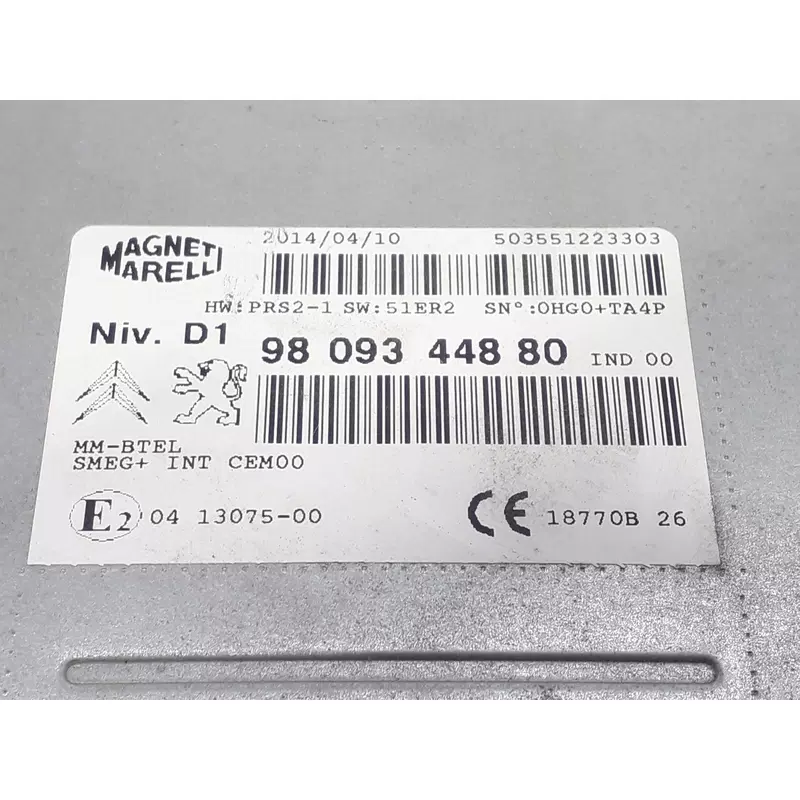 MAGNETI MARELLI
2014/04/10 503551223303
HW:PRS2-1 SW:51ER2 SN°:0HG0+TA4P
Niv. D1
98 093 448 80 IND 00
MM-BTEL
SMEG+ INT CEM00
E2 04 13075-00
CE 18770B 26